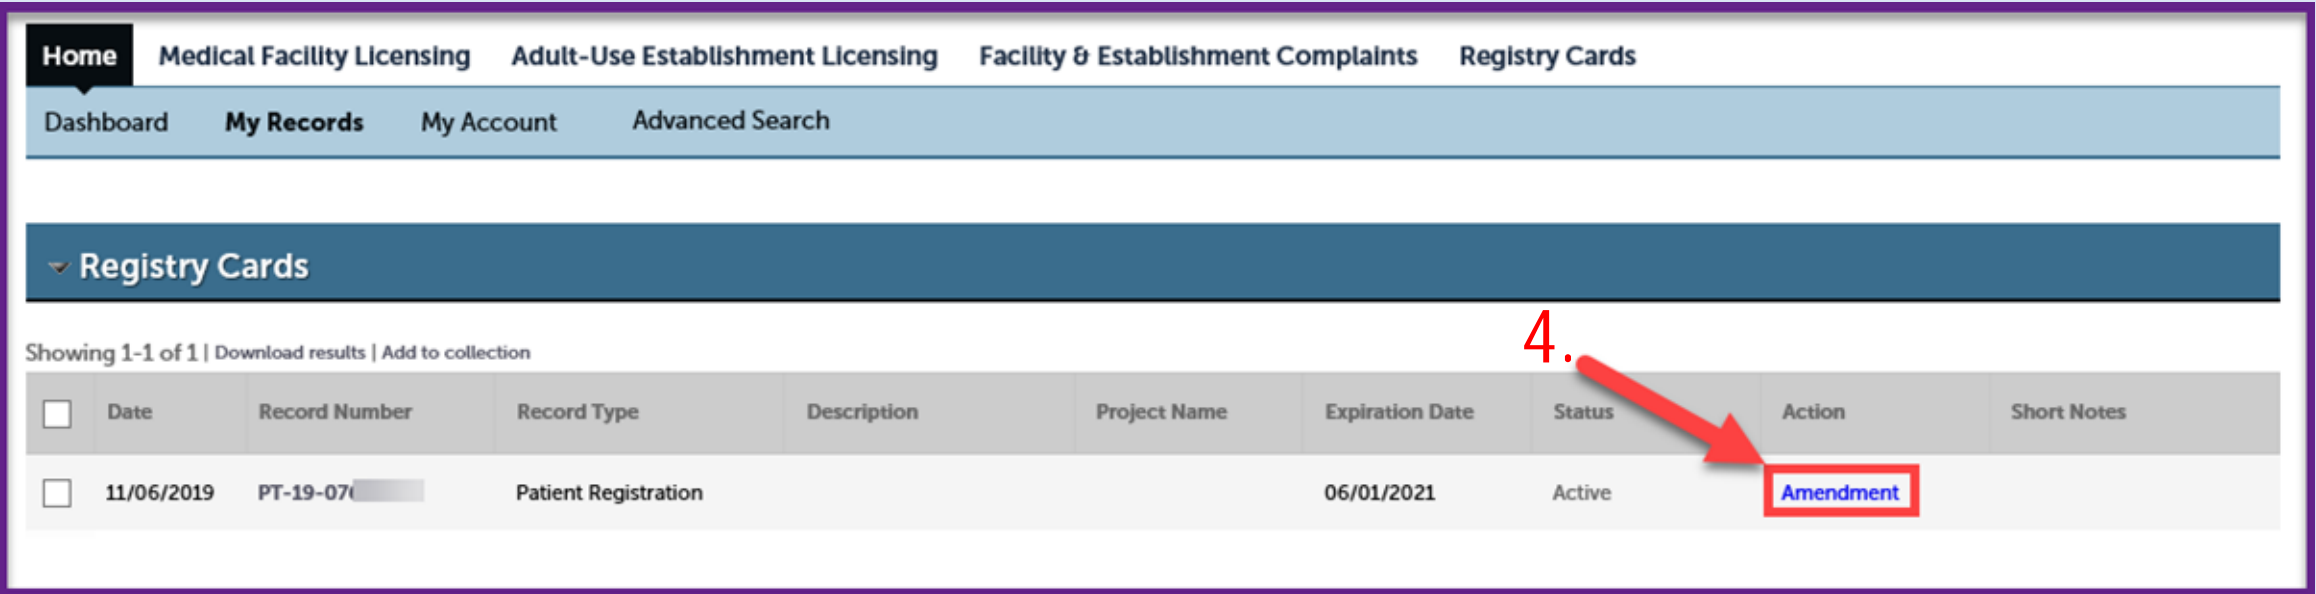 Home Medical Facility Licensing Adult-Use Establishment Licensing Facility & Establishment Complaints Registry Cards
Dashboard My Records My Account Advanced Search
Registry Cards
Showing 1-1 of 1 | Download results | Add to collection
4.
Date Record Number Record Type Description Project Name Expiration Date Status Action Short Notes
11/06/2019 PT-19-07 Patient Registration 06/01/2021 Active Amendment